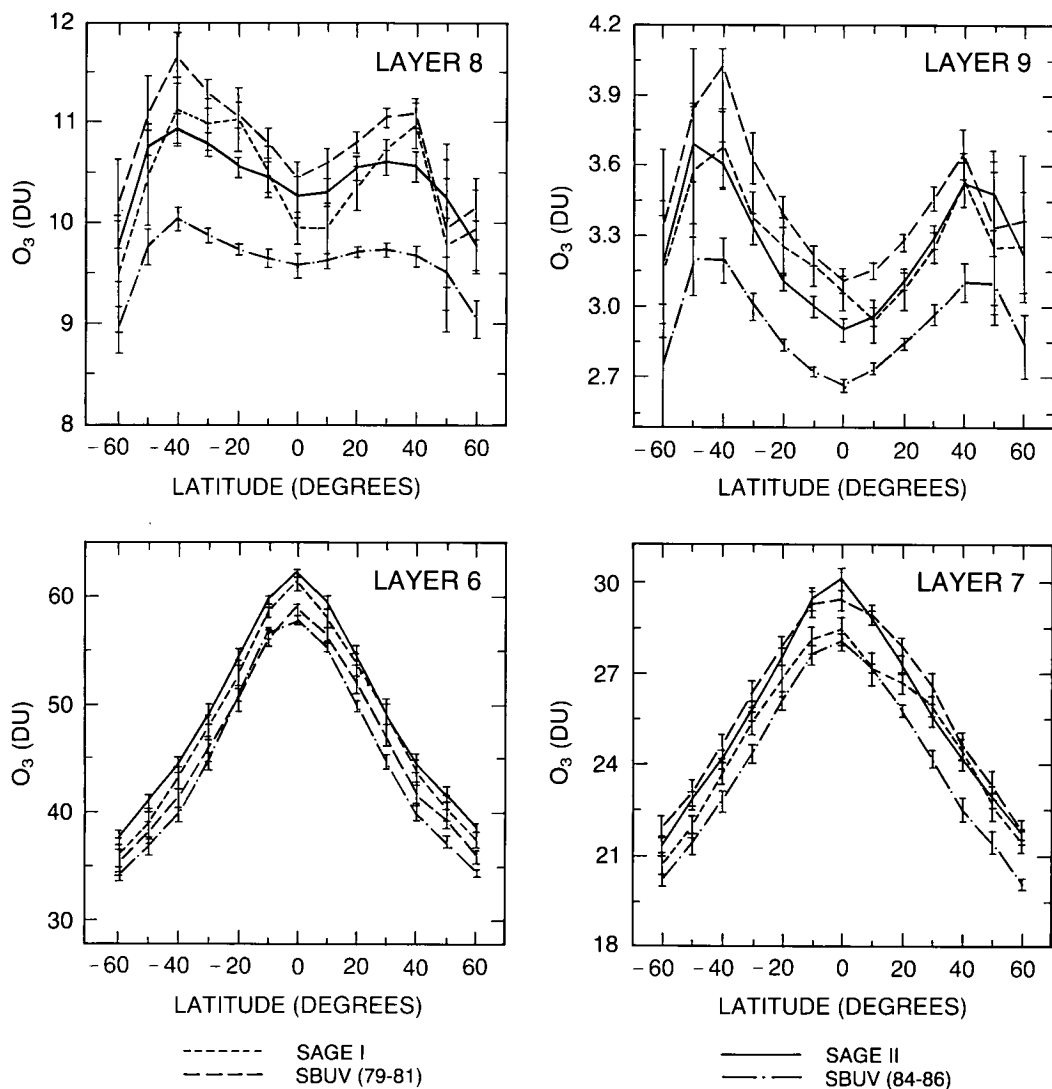 LAYER 8
12
11
10
9
8
O3 (DU)
-60 -40 -20 0 20 40 60
LATITUDE (DEGREES)
LAYER 9
4.2
3.9
3.6
3.3
3.0
2.7
O3 (DU)
-60 -40 -20 0 20 40 60
LATITUDE (DEGREES)
LAYER 6
60
50
40
30
O3 (DU)
-60 -40 -20 0 20 40 60
LATITUDE (DEGREES)
LAYER 7
30
27
24
21
18
O3 (DU)
-60 -40 -20 0 20 40 60
LATITUDE (DEGREES)
SAGE I
SBUV (79-81)
SAGE II
SBUV (84-86)